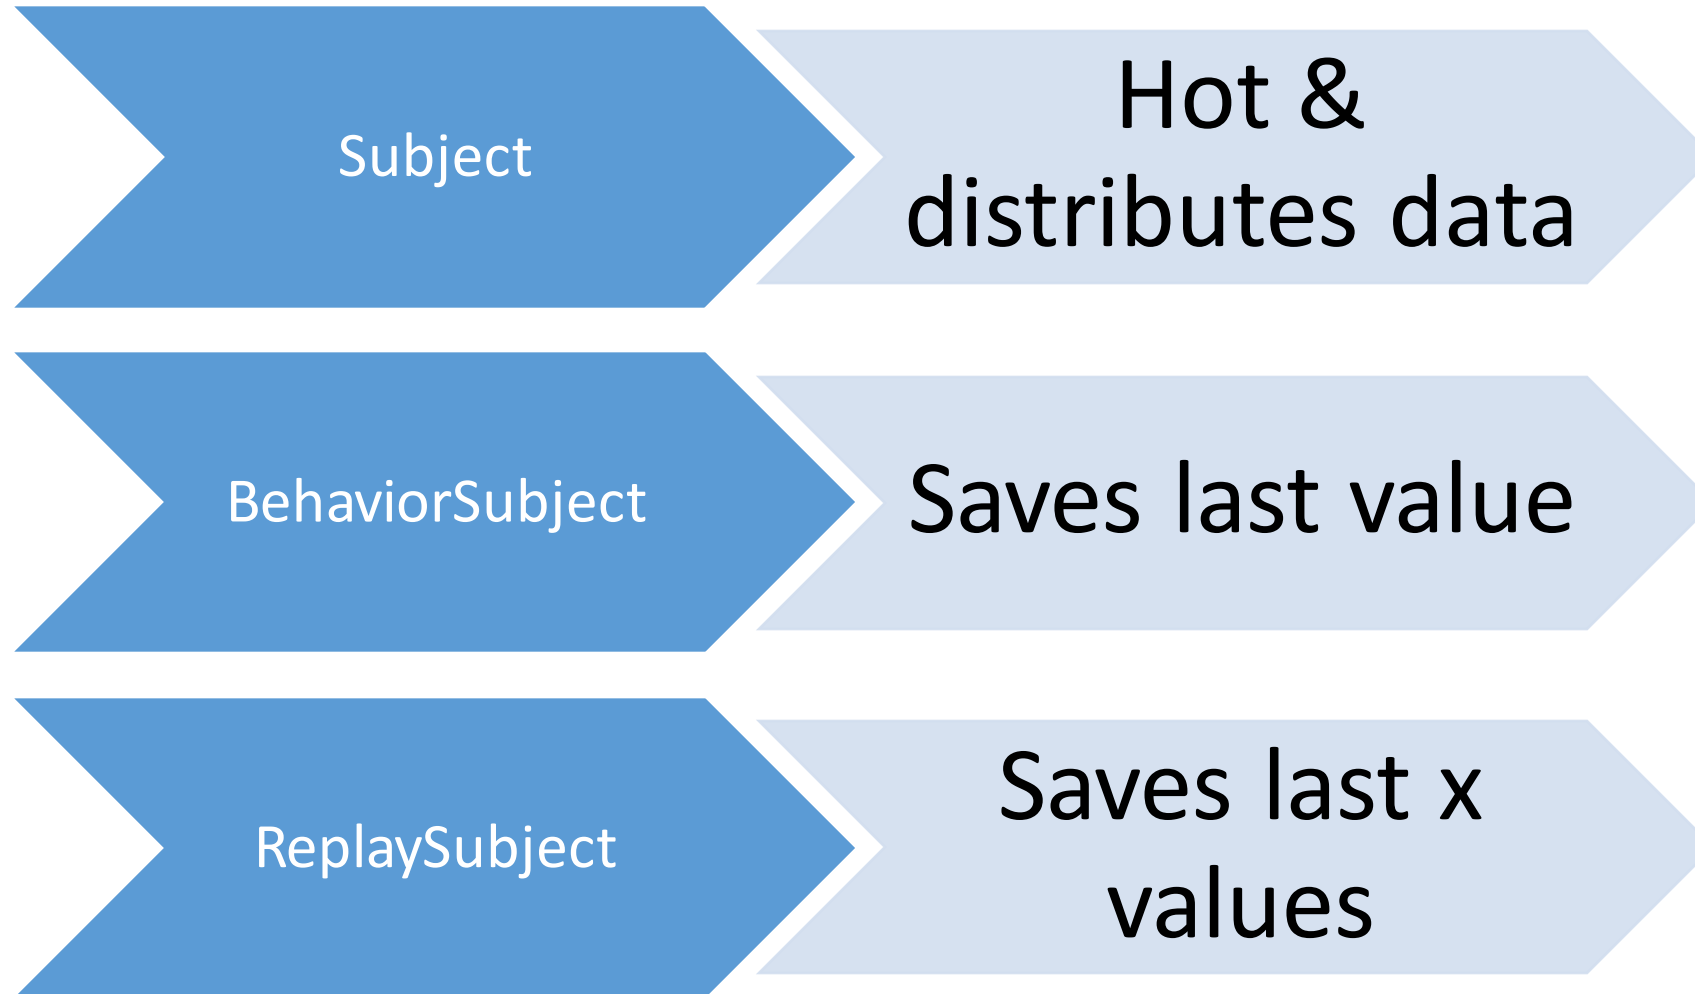 Subject
Hot &
distributes data
BehaviorSubject
Saves last value
ReplaySubject
Saves last x
values